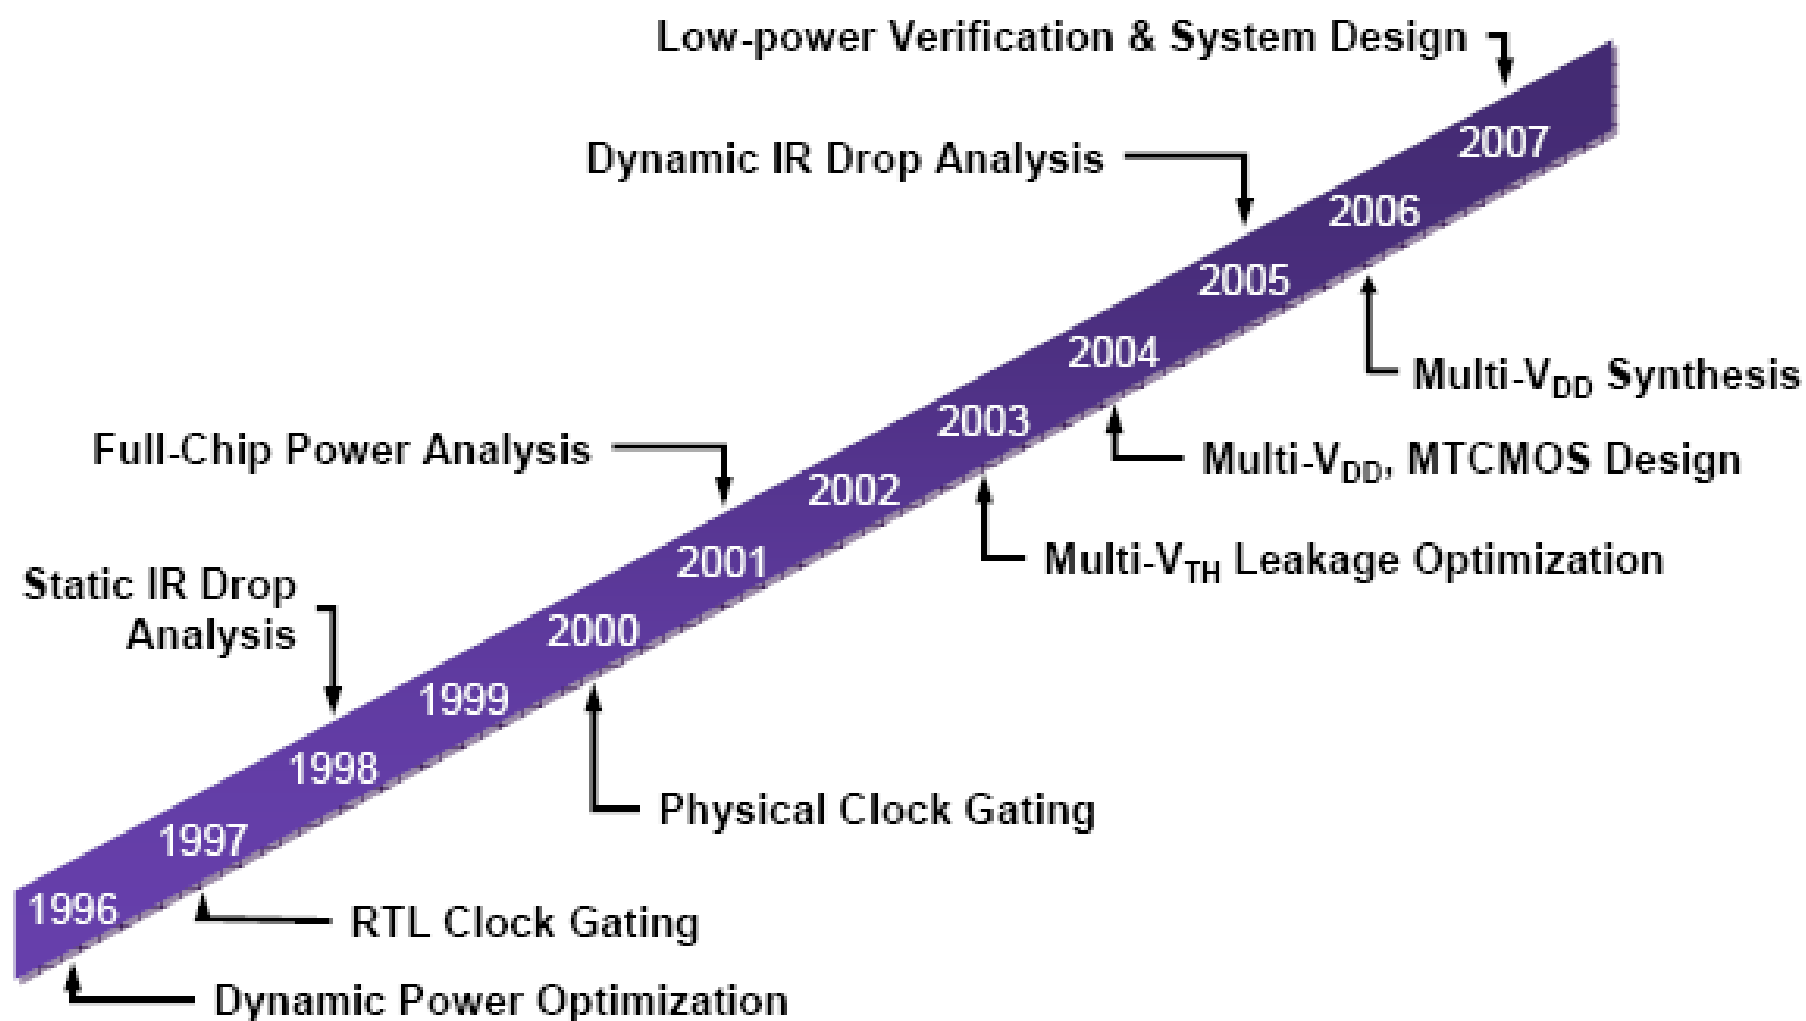 Low-power Verification & System Design
2007
Dynamic IR Drop Analysis
2006
2005
2004
Multi-VDD Synthesis
2003
Full-Chip Power Analysis
Multi-VDD, MTCMOS Design
2002
2001
Multi-VTH Leakage Optimization
Static IR Drop
Analysis
2000
1999
1998
Physical Clock Gating
1997
1996
RTL Clock Gating
Dynamic Power Optimization